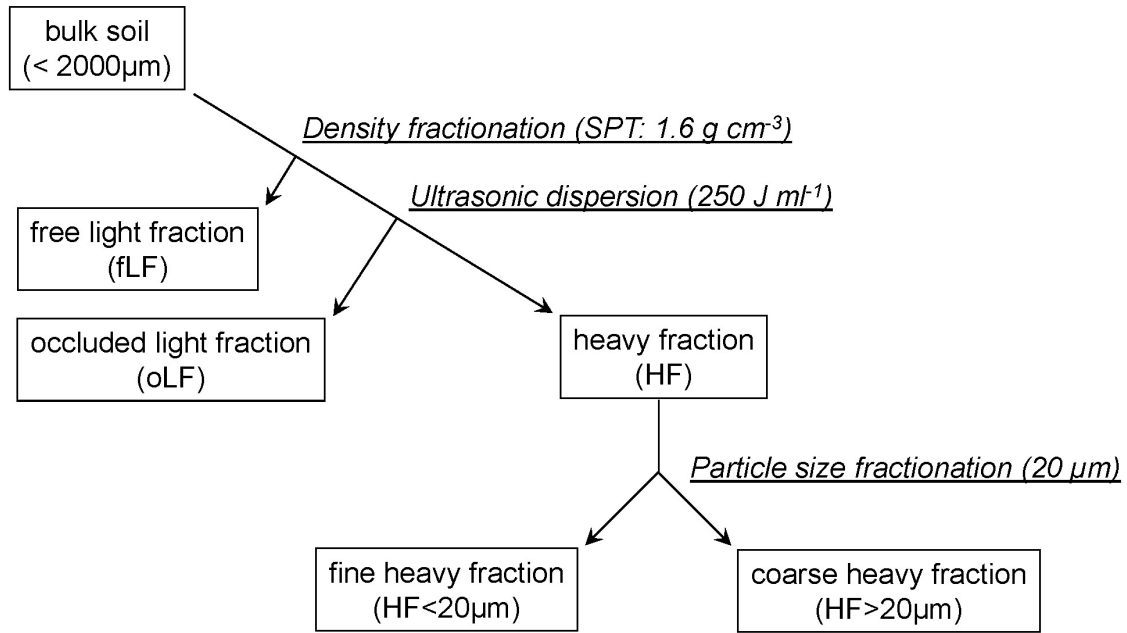 bulk soil
(< 2000µm)
Density fractionation (SPT: 1.6 g cm-3)
Ultrasonic dispersion (250 J ml-1)
free light fraction
(fLF)
occluded light fraction
(oLF)
heavy fraction
(HF)
Particle size fractionation (20 µm)
fine heavy fraction
(HF<20µm)
coarse heavy fraction
(HF>20µm)